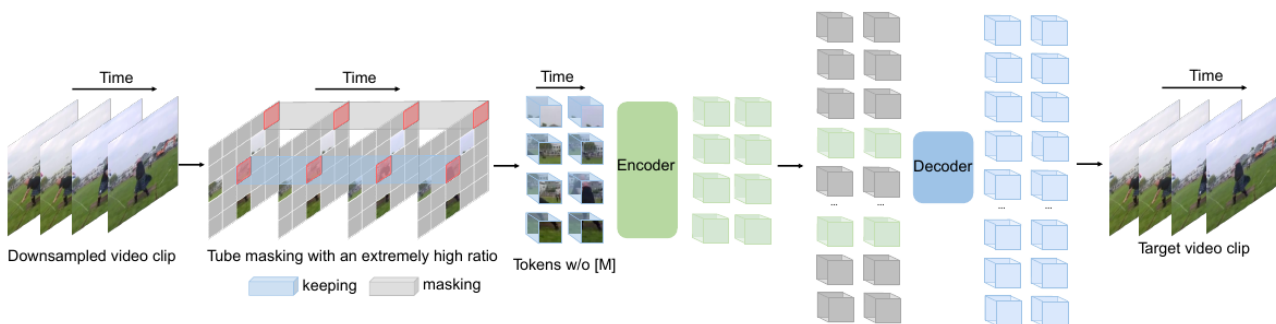 Time
Downsampled video clip
Time
Tube masking with an extremely high ratio
keeping
masking
Time
Tokens w/o [M]
Encoder
...
...
Decoder
...
...
Time
Target video clip